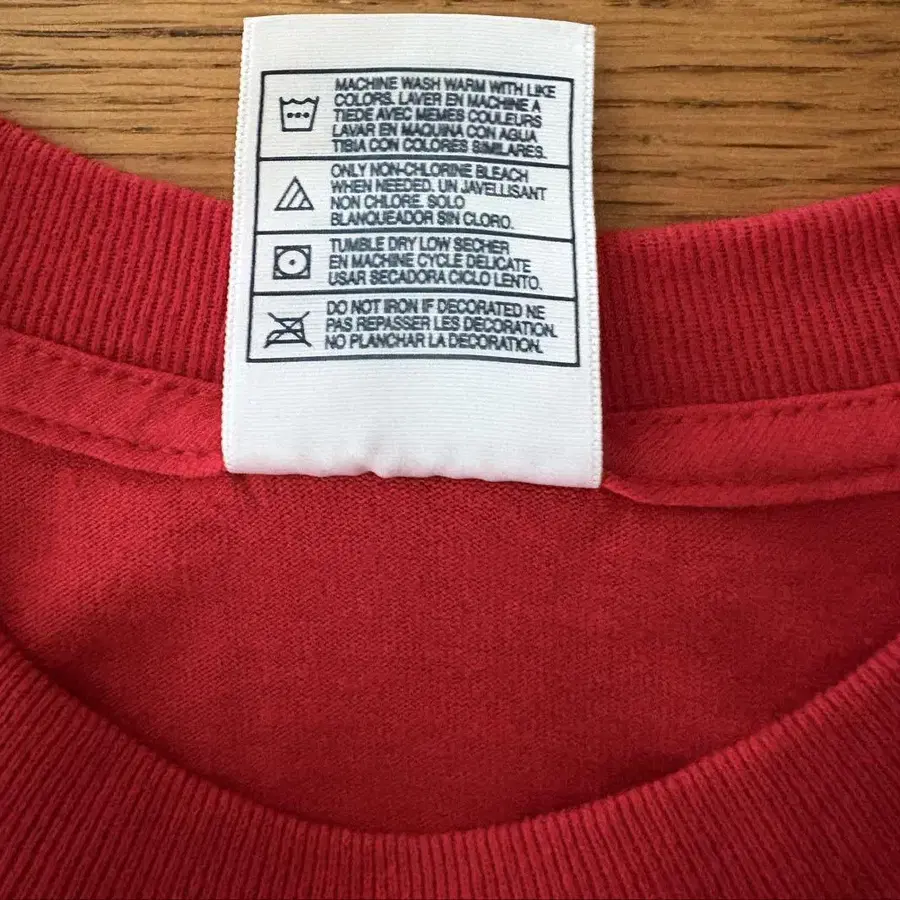 MACHINE WASH WARM WITH LIKE
COLORS. LAVER EN MACHINE A
TIEDE AVEC MEMES COULEURS
LAVAR EN MAQUINA CON AGUA
TIBIA CON COLORES SIMILARES.
ONLY NON-CHLORINE BLEACH
WHEN NEEDED. UN JAVELLISANT
NON CHLORE. SOLO
BLANQUEADOR SIN CLORO.
TUMBLE DRY LOW SECHER
EN MACHINE CYCLE DELICATE
USAR SECADORA CICLO LENTO.
DO NOT IRON IF DECORATED NE
PAS REPASSER LES DECORATION.
NO PLANCHAR LA DECORATION.